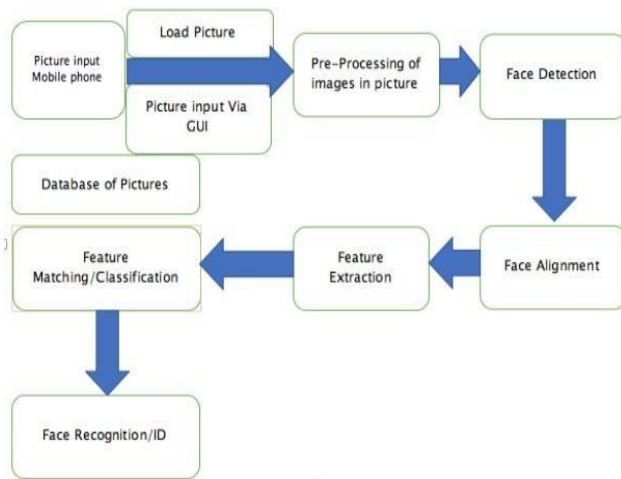 Picture input
Mobile phone
Load Picture
Picture input Via
GUI
Pre-Processing of
images in picture
Face Detection
Database of Pictures
Face Alignment
Feature
Extraction
Feature
Matching/Classification
Face Recognition/ID